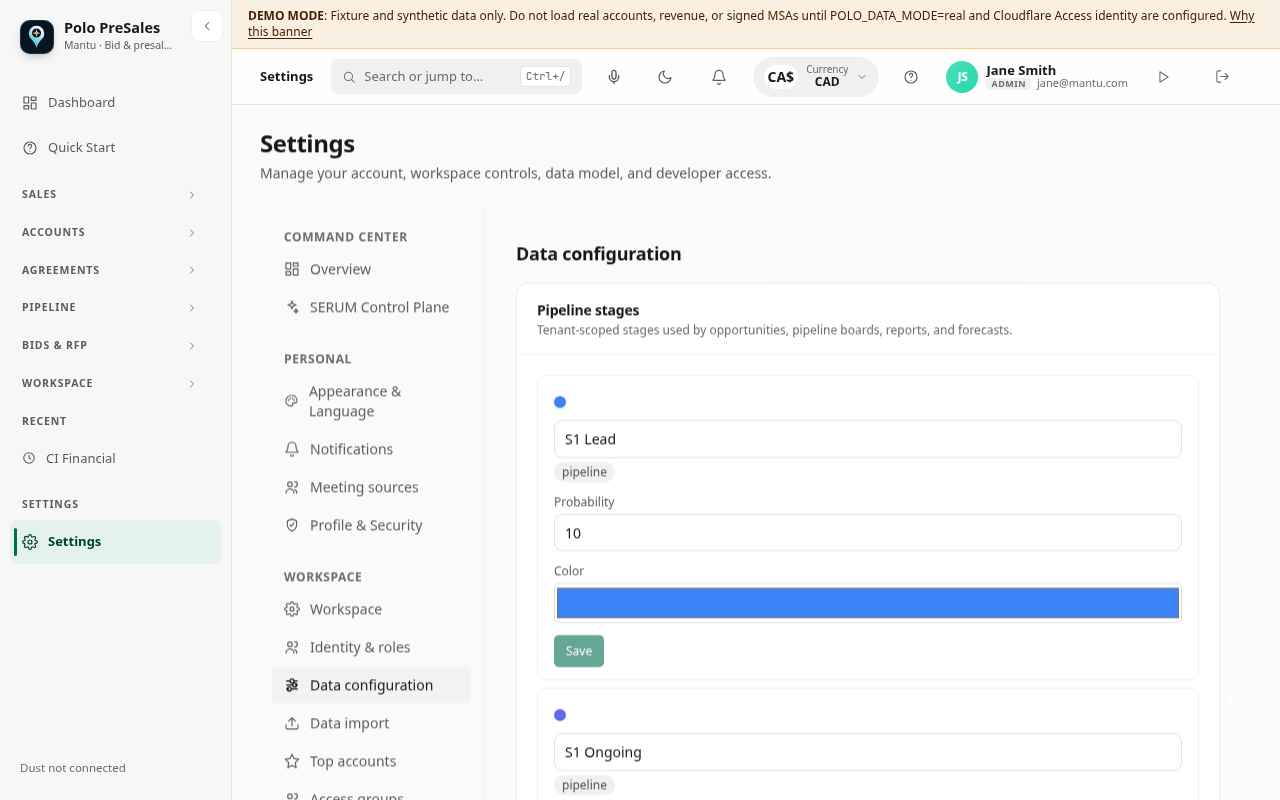 DEMO MODE: Fixture and synthetic data only. Do not load real accounts, revenue, or signed MSAs until POLO_DATA_MODE=real and Cloudflare Access identity are configured. Why
this banner
Polo PreSales
Mantu · Bid & presal...
Dashboard
Quick Start
SALES
ACCOUNTS
AGREEMENTS
PIPELINE
BIDS & RFP
WORKSPACE
RECENT
CI Financial
SETTINGS
Settings
Dust not connected
Settings
Search or jump to...
Ctrl+/
CA$
Currency
CAD
JS
Jane Smith
ADMIN jane@mantu.com
Settings
Manage your account, workspace controls, data model, and developer access.
COMMAND CENTER
Overview
SERUM Control Plane
PERSONAL
Appearance &
Language
Notifications
Meeting sources
Profile & Security
WORKSPACE
Workspace
Identity & roles
Data configuration
Data import
Top accounts
Access groups
Data configuration
Pipeline stages
Tenant-scoped stages used by opportunities, pipeline boards, reports, and forecasts.
S1 Lead
pipeline
Probability
10
Color
Save
S1 Ongoing
pipeline